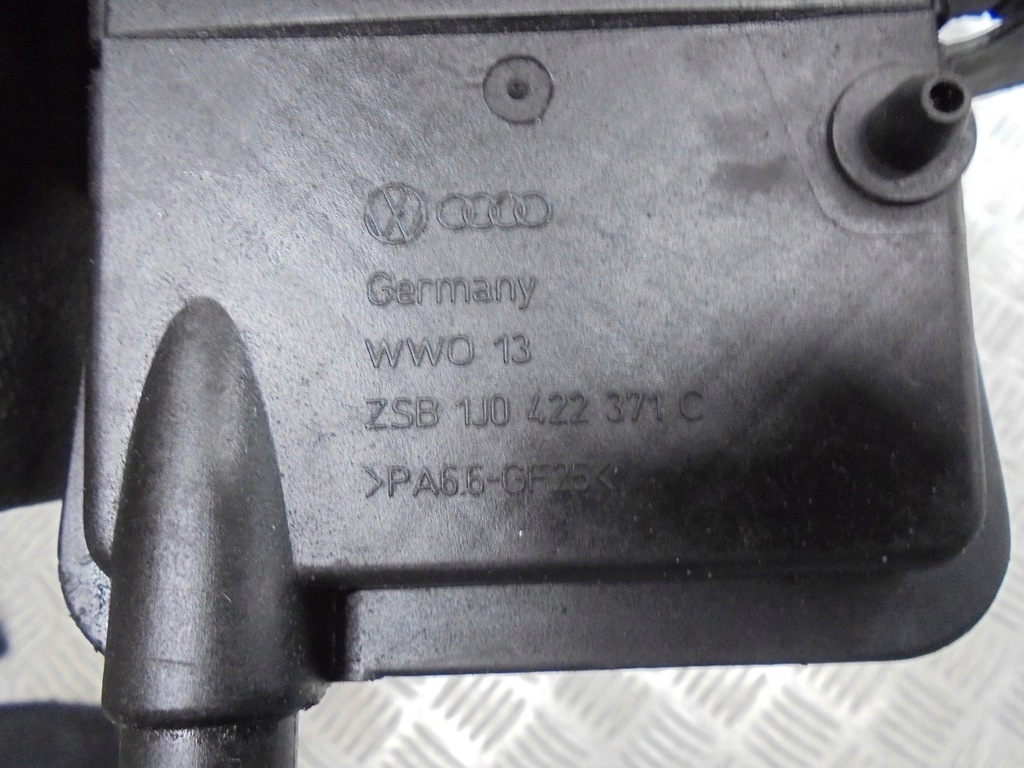 Germany
WWO 13
ZSB 1J0 422 371 C
>PA6.6-GF25<